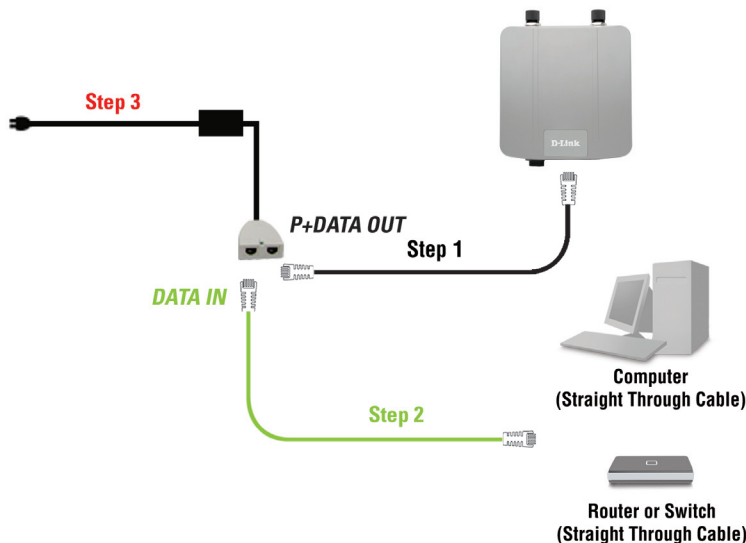 Step 3
D-Link
P+DATA OUT
Step 1
DATA IN
Computer
(Straight Through Cable)
Step 2
Router or Switch
(Straight Through Cable)